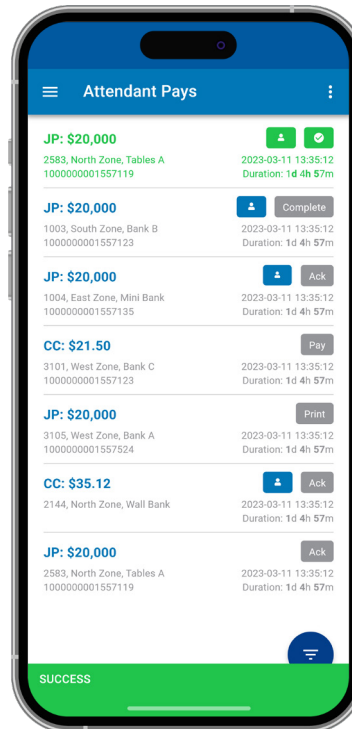 Attendant Pays
JP: $20,000
2583, North Zone, Tables A
2023-03-11 13:35:12
1000000001557119
Duration: 1d 4h 57m
JP: $20,000
Complete
1003, South Zone, Bank B
2023-03-11 13:35:12
1000000001557123
Duration: 1d 4h 57m
JP: $20,000
Ack
1004, East Zone, Mini Bank
2023-03-11 13:35:12
1000000001557135
Duration: 1d 4h 57m
CC: $21.50
Pay
3101, West Zone, Bank C
2023-03-11 13:35:12
1000000001557123
Duration: 1d 4h 57m
JP: $20,000
Print
3105, West Zone, Bank A
2023-03-11 13:35:12
1000000001557524
Duration: 1d 4h 57m
CC: $35.12
Ack
2144, North Zone, Wall Bank
2023-03-11 13:35:12
Duration: 1d 4h 57m
JP: $20,000
Ack
2583, North Zone, Tables A
2023-03-11 13:35:12
1000000001557119
Duration: 1d 4h 57m
SUCCESS